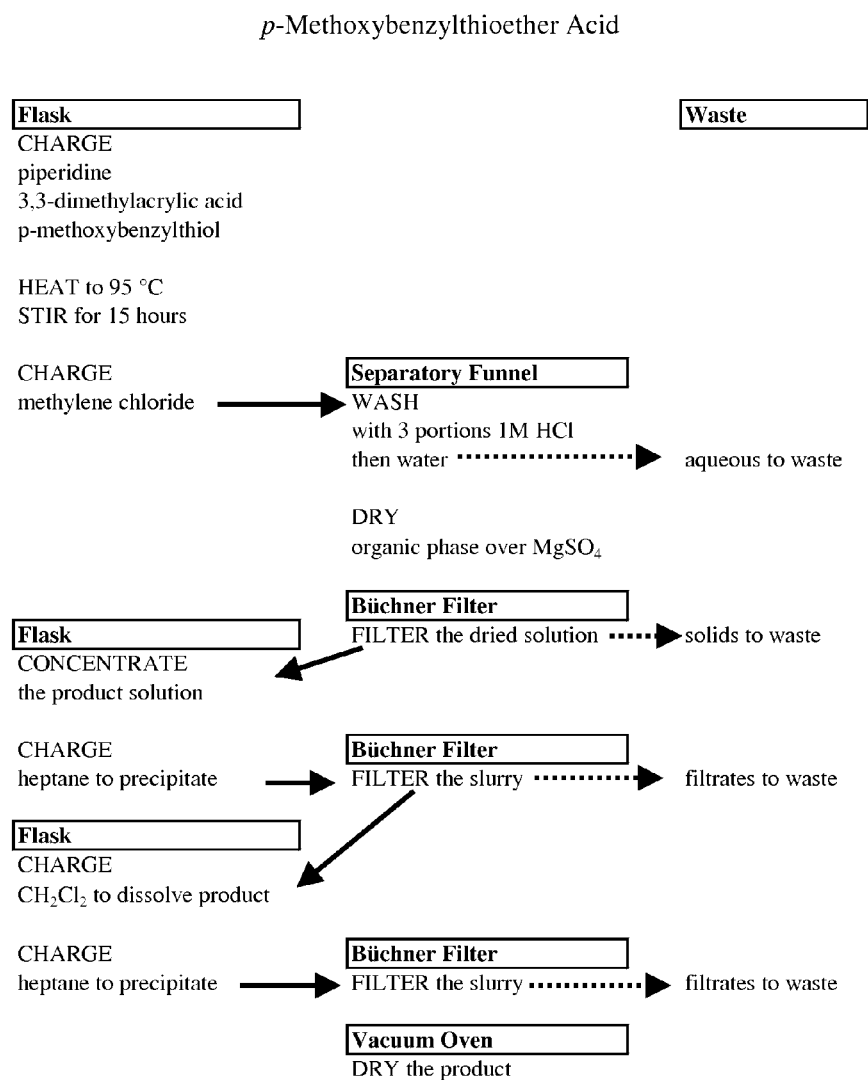 p-Methoxybenzylthioether Acid
Flask
Waste
CHARGE
piperidine
3,3-dimethylacrylic acid
p-methoxybenzylthiol
HEAT to 95 °C
STIR for 15 hours
CHARGE
methylene chloride
Separatory Funnel
WASH
with 3 portions 1M HCl
then water
aqueous to waste
DRY
organic phase over MgSO₄
Büchner Filter
FILTER the dried solution
solids to waste
Flask
CONCENTRATE
the product solution
CHARGE
heptane to precipitate
Büchner Filter
FILTER the slurry
filtrates to waste
Flask
CHARGE
CH₂Cl₂ to dissolve product
CHARGE
heptane to precipitate
Büchner Filter
FILTER the slurry
filtrates to waste
Vacuum Oven
DRY the product